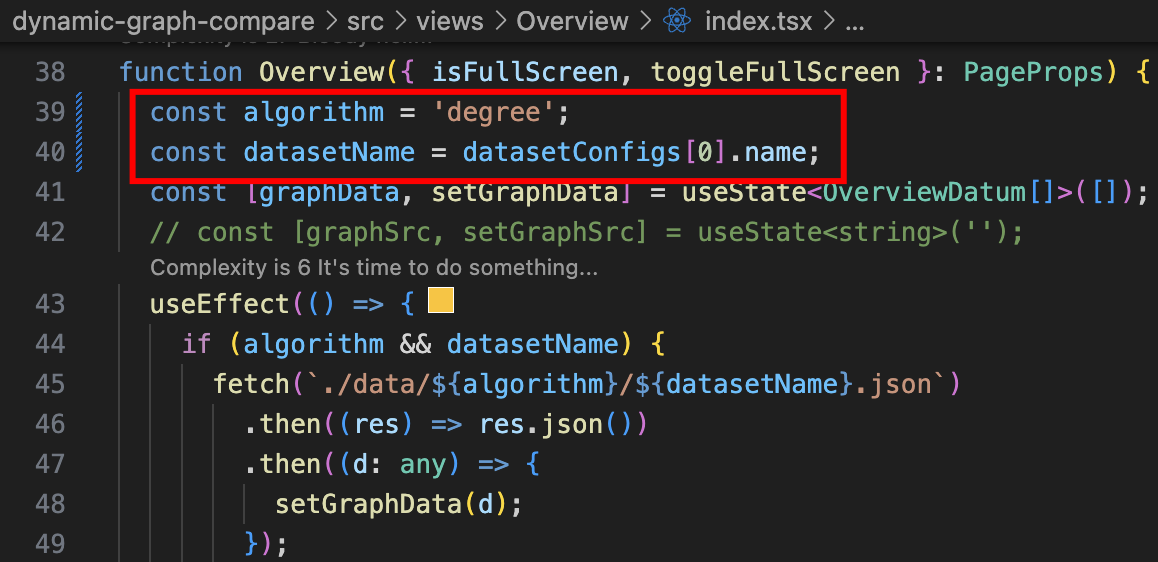 dynamic-graph-compare > src > views > Overview > index.tsx > ...
38 function Overview({ isFullScreen, toggleFullScreen }: PageProps) {
39 const algorithm = 'degree';
40 const datasetName = datasetConfigs[0].name;
41 const [graphData, setGraphData] = useState<OverviewDatum[]>([]);
42 // const [graphSrc, setGraphSrc] = useState<string>('');
Complexity is 6 It's time to do something...
43 useEffect(() => {
44 if (algorithm && datasetName) {
45 fetch(`./data/${algorithm}/${datasetName}.json`)
46 .then((res) => res.json())
47 .then((d: any) => {
48 setGraphData(d);
49 });